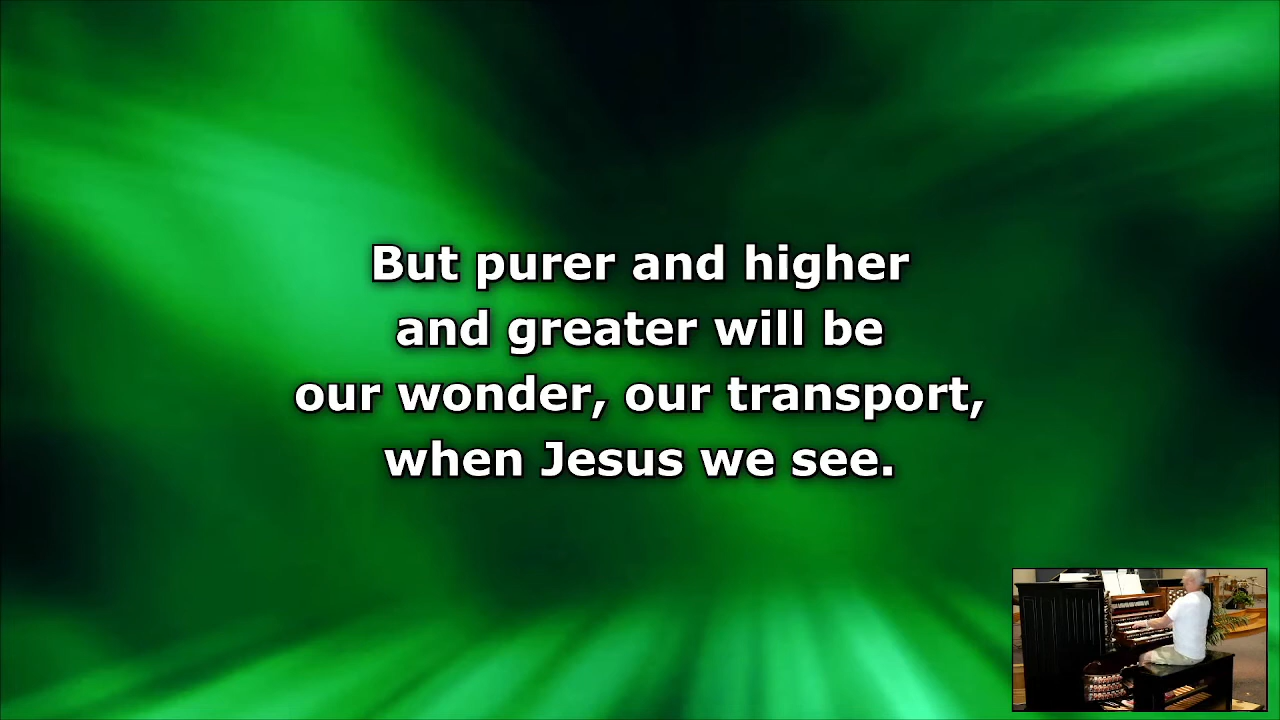 But purer and higher
and greater will be
our wonder, our transport,
when Jesus we see.